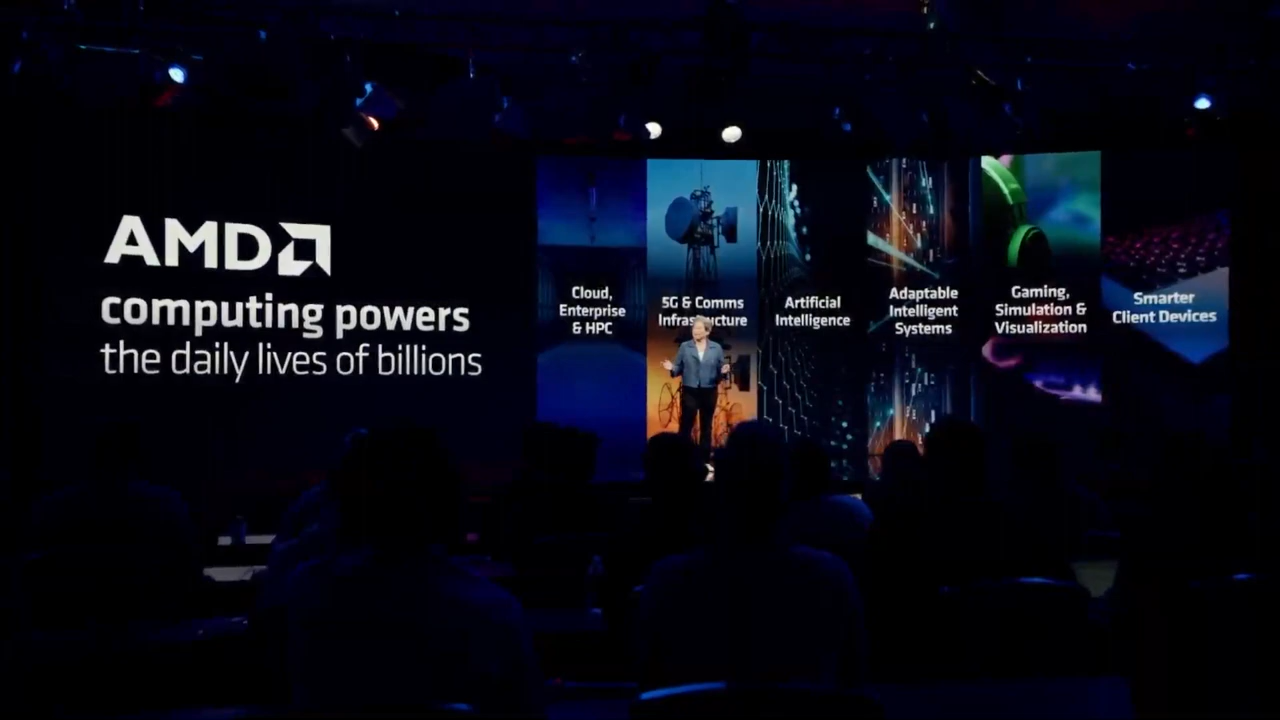 AMD
computing powers
the daily lives of billions
Cloud,
Enterprise
& HPC
5G & Comms
Infrastructure
Artificial
Intelligence
Adaptable
Intelligent
Systems
Gaming,
Simulation &
Visualization
Smarter
Client Devices